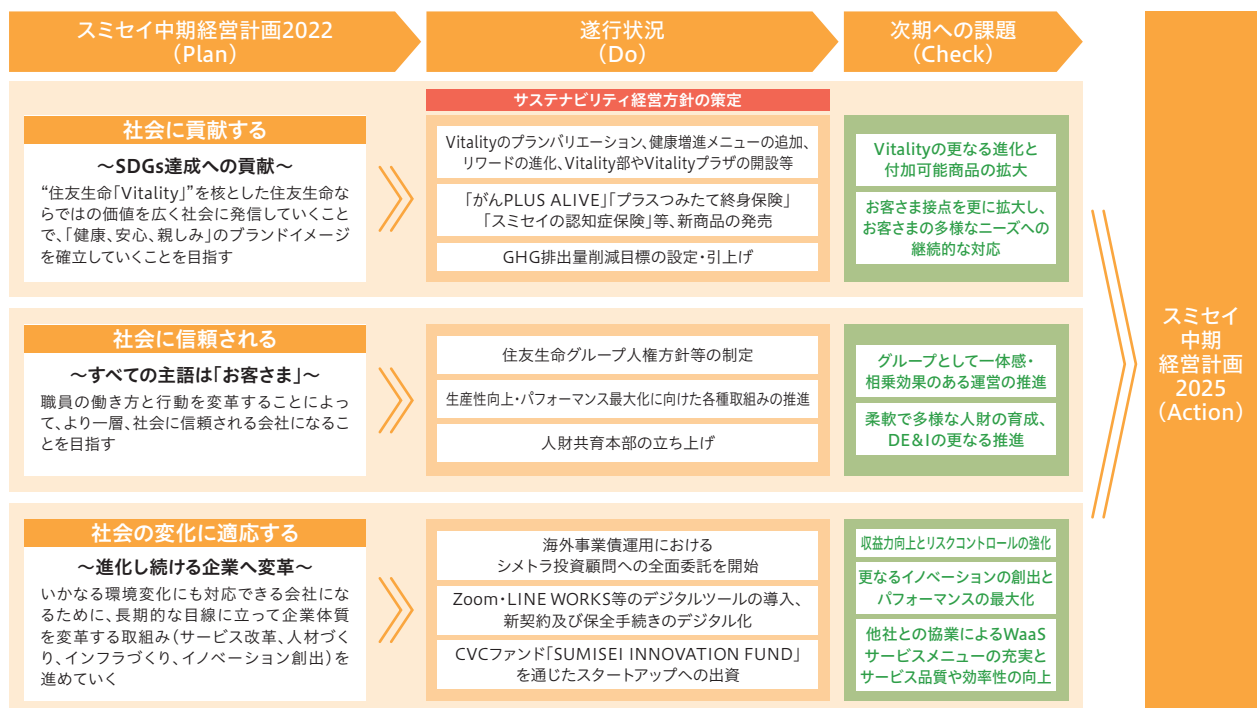 スミセイ中期経営計画2022
（Plan）
遂行状況
（Do）
次期への課題
（Check）
サステナビリティ経営方針の策定
社会に貢献する
～SDGs達成への貢献～
“住友生命「Vitality」”を核とした住友生命な
らではの価値を広く社会に発信していくこと
で、「健康、安心、親しみ」のブランドイメージ
を確立していくことを目指す
Vitalityのプランバリエーション、健康増進メニューの追加、
リワードの進化、Vitality部やVitalityプラザの開設等
「がんPLUS ALIVE」「プラスつみたて終身保険」
「スミセイの認知症保険」等、新商品の発売
GHG排出量削減目標の設定・引上げ
Vitalityの更なる進化と
付加可能商品の拡大
お客さま接点を更に拡大し、
お客さまの多様なニーズへの
継続的な対応
社会に信頼される
～すべての主語は「お客さま」～
職員の働き方と行動を変革することによっ
て、より一層、社会に信頼される会社になるこ
とを目指す
住友生命グループ人権方針等の制定
生産性向上・パフォーマンス最大化に向けた各種取組みの推進
人財共育本部の立ち上げ
グループとして一体感・
相乗効果のある運営の推進
柔軟で多様な人財の育成、
DE&Iの更なる推進
社会の変化に適応する
～進化し続ける企業へ変革～
いかなる環境変化にも対応できる会社にな
るために、長期的な目線に立って企業体質
を変革する取組み（サービス改革、人材づく
り、インフラづくり、イノベーション創出）を
進めていく
海外事業債運用における
シメトラ投資顧問への全面委託を開始
Zoom・LINE WORKS等のデジタルツールの導入、
新契約及び保全手続きのデジタル化
CVCファンド「SUMISEI INNOVATION FUND」
を通じたスタートアップへの出資
収益力向上とリスクコントロールの強化
更なるイノベーションの創出と
パフォーマンスの最大化
他社との協業によるWaaS
サービスメニューの充実と
サービス品質や効率性の向上
スミセイ
中期
経営計画
2025
（Action）